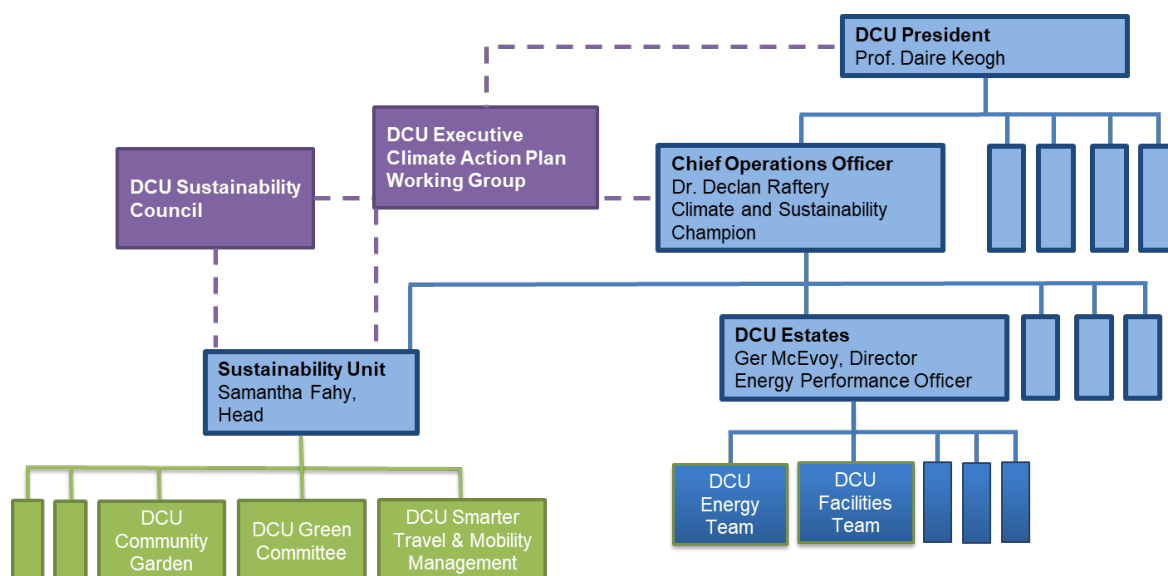 DCU President
Prof. Daire Keogh
DCU Executive
Climate Action Plan
Working Group
DCU Sustainability
Council
Chief Operations Officer
Dr. Declan Raftery
Climate and Sustainability
Champion
DCU Estates
Ger McEvoy, Director
Energy Performance Officer
Sustainability Unit
Samantha Fahy,
Head
DCU
Energy
Team
DCU
Facilities
Team
DCU
Community
Garden
DCU Green
Committee
DCU Smarter
Travel & Mobility
Management